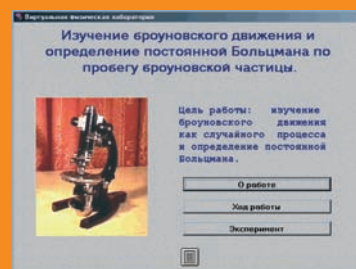 Виртуальная физическая лаборатория
Изучение броуновского движения и
определение постоянной Больцмана по
пробегу броуновской частицы.
Цель работы: изучение
броуновского движения
как случайного процесса
и определение постоянной
Больцмана.
О работе
Ход работы
Эксперимент